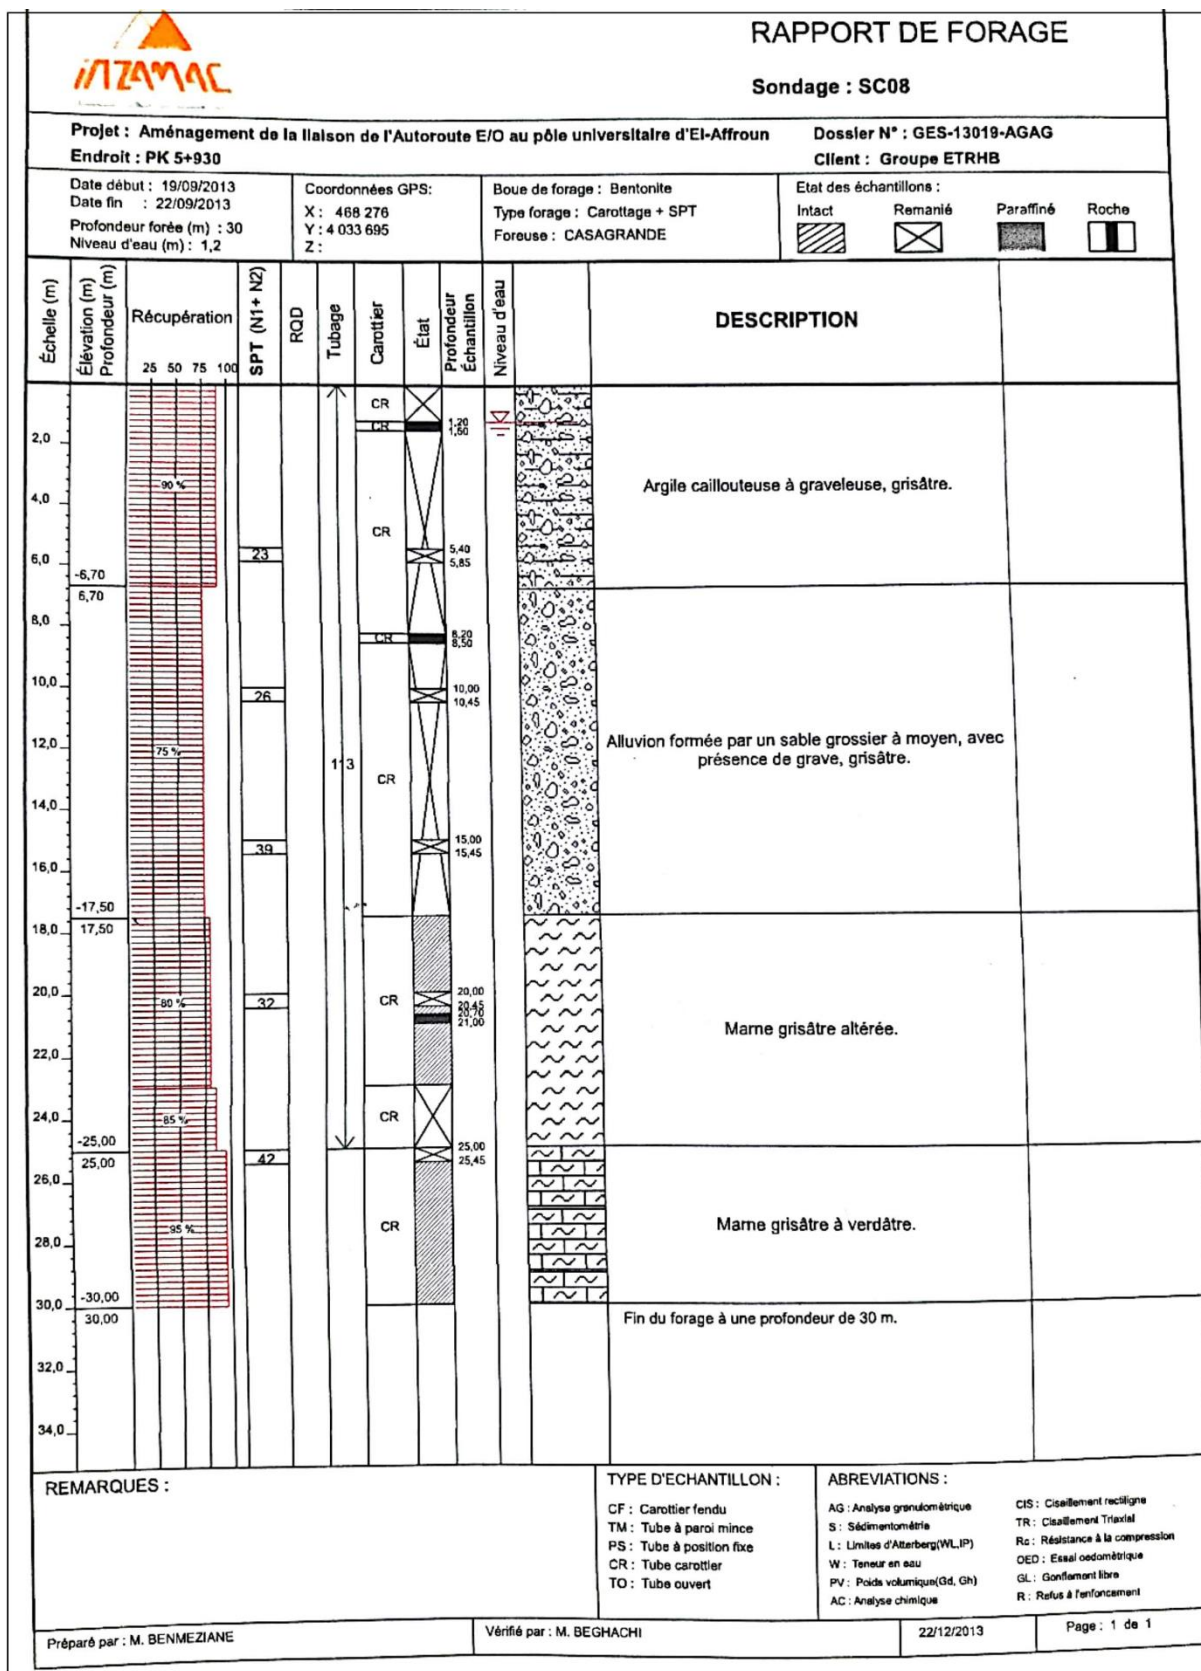 RAPPORT DE FORAGE
inZAMAC
Sondage : SC08
Projet : Aménagement de la liaison de l'Autoroute E/O au pôle universitaire d'El-Affroun
Dossier N° : GES-13019-AGAG
Endroit : PK 5+930
Client : Groupe ETRHB
Date début : 19/09/2013
Date fin : 22/09/2013
Profondeur forée (m) : 30
Niveau d'eau (m) : 1,2
Coordonnées GPS:
X : 468 276
Y : 4 033 695
Z :
Boue de forage : Bentonite
Type forage : Carottage + SPT
Foreuse : CASAGRANDE
Etat des échantillons :
Intact Remanié Paraffiné Roche
Échelle (m)
Élévation (m)
Profondeur (m)
Récupération
25 50 75 100
SPT (N1+ N2)
RQD
Tubage
Carottier
État
Profondeur
Échantillon
Niveau d'eau
DESCRIPTION
CR
CR 1,20
1,50
2,0
90 %
Argile caillouteuse à graveleuse, grisâtre.
4,0
CR
23 5,40
5,85
6,0
-6,70
6,70
8,0
CR 8,20
8,50
10,0
26 10,00
10,45
12,0
75 %
113
CR
Alluvion formée par un sable grossier à moyen, avec
présence de grave, grisâtre.
14,0
39 15,00
15,45
16,0
-17,50
17,50
18,0
20,0
80 %
32
CR
20,00
20,45
20,70
21,00
Marne grisâtre altérée.
22,0
24,0
85 %
CR
-25,00
25,00
42
25,00
25,45
26,0
95 %
CR
Marne grisâtre à verdâtre.
28,0
-30,00
30,0
30,00
Fin du forage à une profondeur de 30 m.
32,0
34,0
REMARQUES :
TYPE D'ECHANTILLON :
CF : Carottier fendu
TM : Tube à paroi mince
PS : Tube à position fixe
CR : Tube carottier
TO : Tube ouvert
ABREVIATIONS :
AG : Analyse granulométrique
S : Sédimentométrie
L : Limites d'Atterberg(WL,IP)
W : Teneur en eau
PV : Poids volumique(Gd, Gh)
AC : Analyse chimique
CIS : Cisaillement rectiligne
TR : Cisaillement Triaxial
Rc : Résistance à la compression
OED : Essai oedométrique
GL : Gonflement libre
R : Refus à l'enfoncement
Préparé par : M. BENMEZIANE
Vérifié par : M. BEGHACHI
22/12/2013
Page : 1 de 1